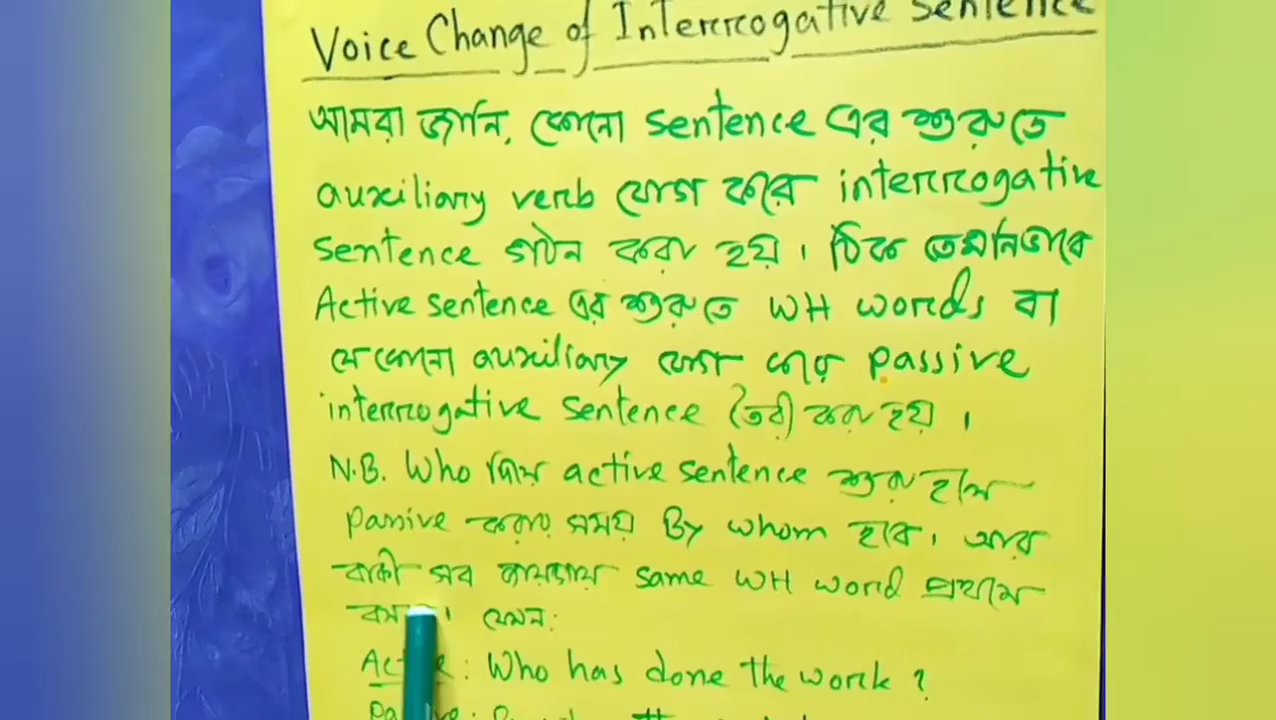 Voice Change of Interrogative Sentence
আমরা জানি, কোনো sentence এর শুরুতে
auxiliary verb যোগ করে interrogative
sentence গঠন করা হয়। ঠিক তেমনিভাবে
Active sentence এর শুরুতে WH words বা
যেকোনো auxiliary যোগ করে passive
interrogative sentence তৈরী করা হয়।
N.B. Who দিয়ে active sentence শুরু হলে
passive করার সময় By whom হবে। আর
বাকী সব জায়গায় same WH word প্রথমে
যেমন:
Active: Who has done the work ?